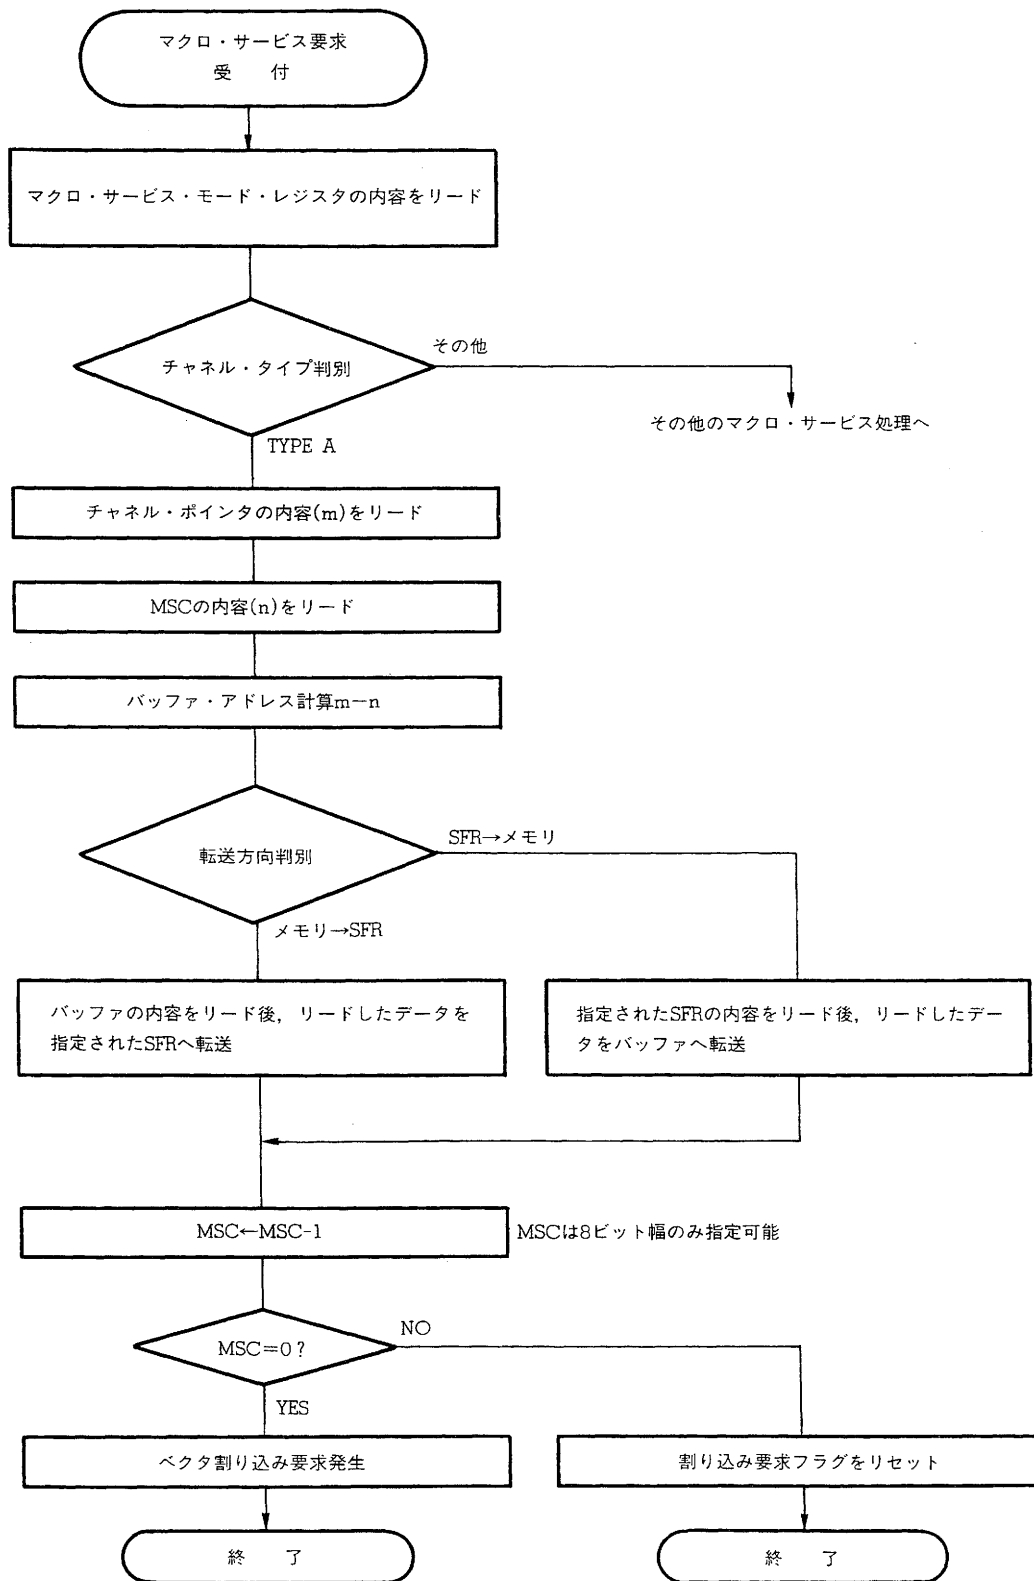 マクロ・サービス要求
受　付
マクロ・サービス・モード・レジスタの内容をリード
その他
チャネル・タイプ判別
その他のマクロ・サービス処理へ
TYPE A
チャネル・ポインタの内容(m)をリード
MSCの内容(n)をリード
バッファ・アドレス計算m−n
SFR→メモリ
転送方向判別
メモリ→SFR
バッファの内容をリード後，リードしたデータを
指定されたSFRへ転送
指定されたSFRの内容をリード後，リードしたデー
タをバッファへ転送
MSC←MSC-1
MSCは8ビット幅のみ指定可能
NO
MSC=0？
YES
ベクタ割り込み要求発生
割り込み要求フラグをリセット
終　了
終　了